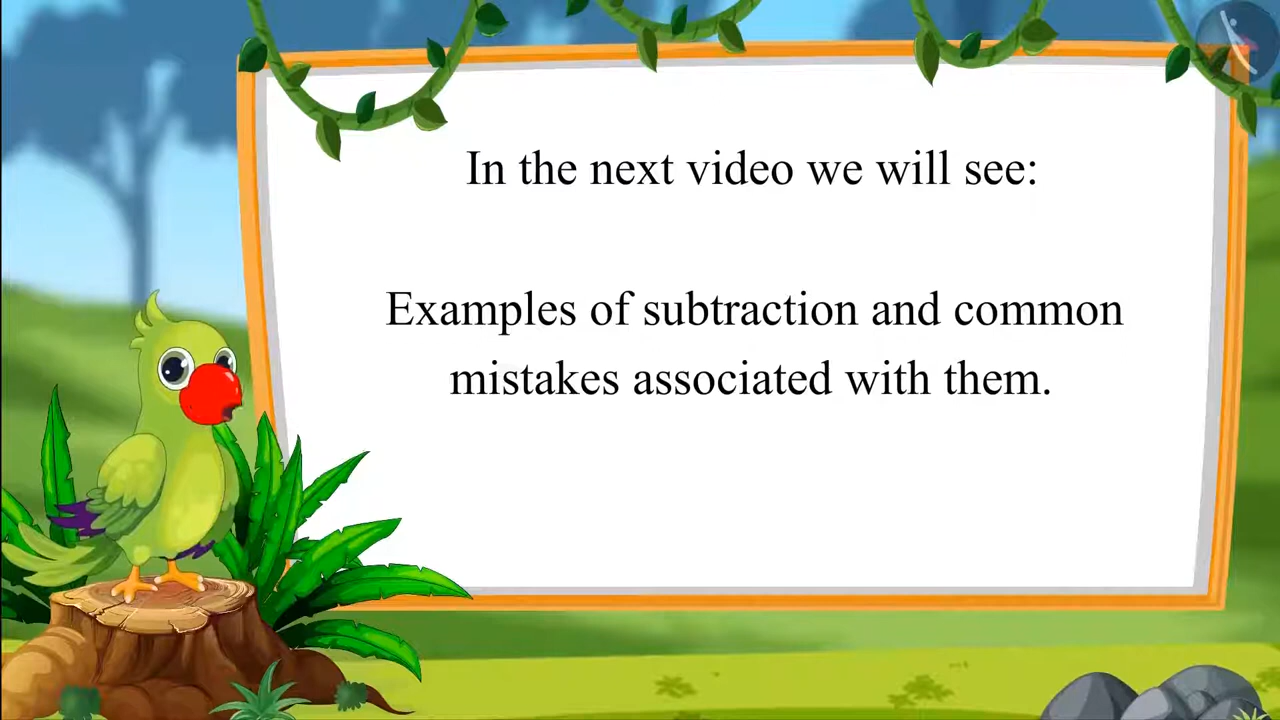 In the next video we will see:
Examples of subtraction and common
mistakes associated with them.